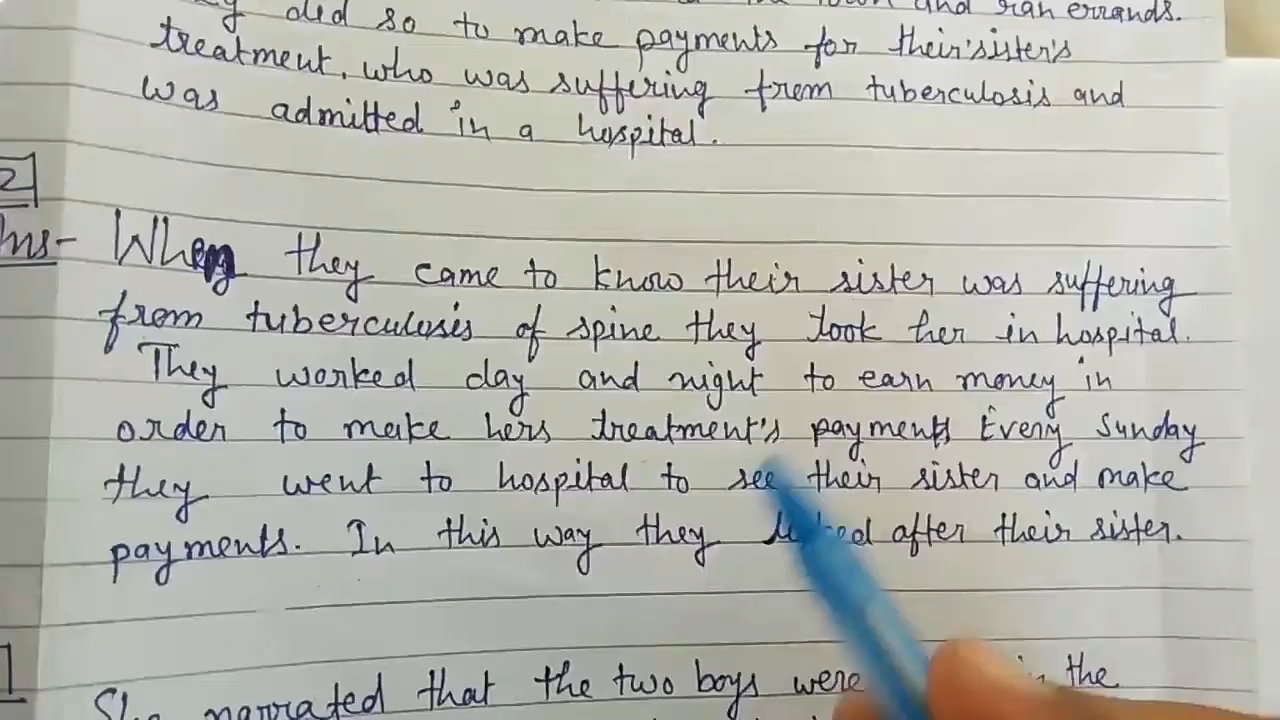 did so to make payments for their sister's
treatment, who was suffering from tuberculosis and
was admitted in a hospital.
2
Ans- When they came to know their sister was suffering
from tuberculosis of spine they took her in hospital.
They worked day and night to earn money in
order to make hers treatment's payments Every Sunday
they went to hospital to see their sister and make
payments. In this way they after their sister.
1
She narrated that the two boys were the